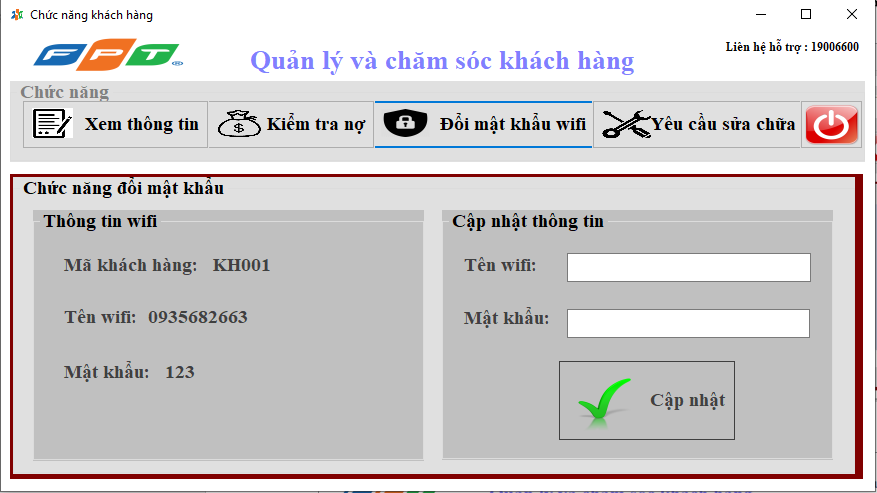 Chức năng khách hàng
FPT®
Quản lý và chăm sóc khách hàng
Liên hệ hỗ trợ : 19006600
Chức năng
Xem thông tin
$ Kiểm tra nợ
Đổi mật khẩu wifi
Yêu cầu sửa chữa
Chức năng đổi mật khẩu
Thông tin wifi
Mã khách hàng: KH001
Tên wifi: 0935682663
Mật khẩu: 123
Cập nhật thông tin
Tên wifi:
Mật khẩu:
Cập nhật